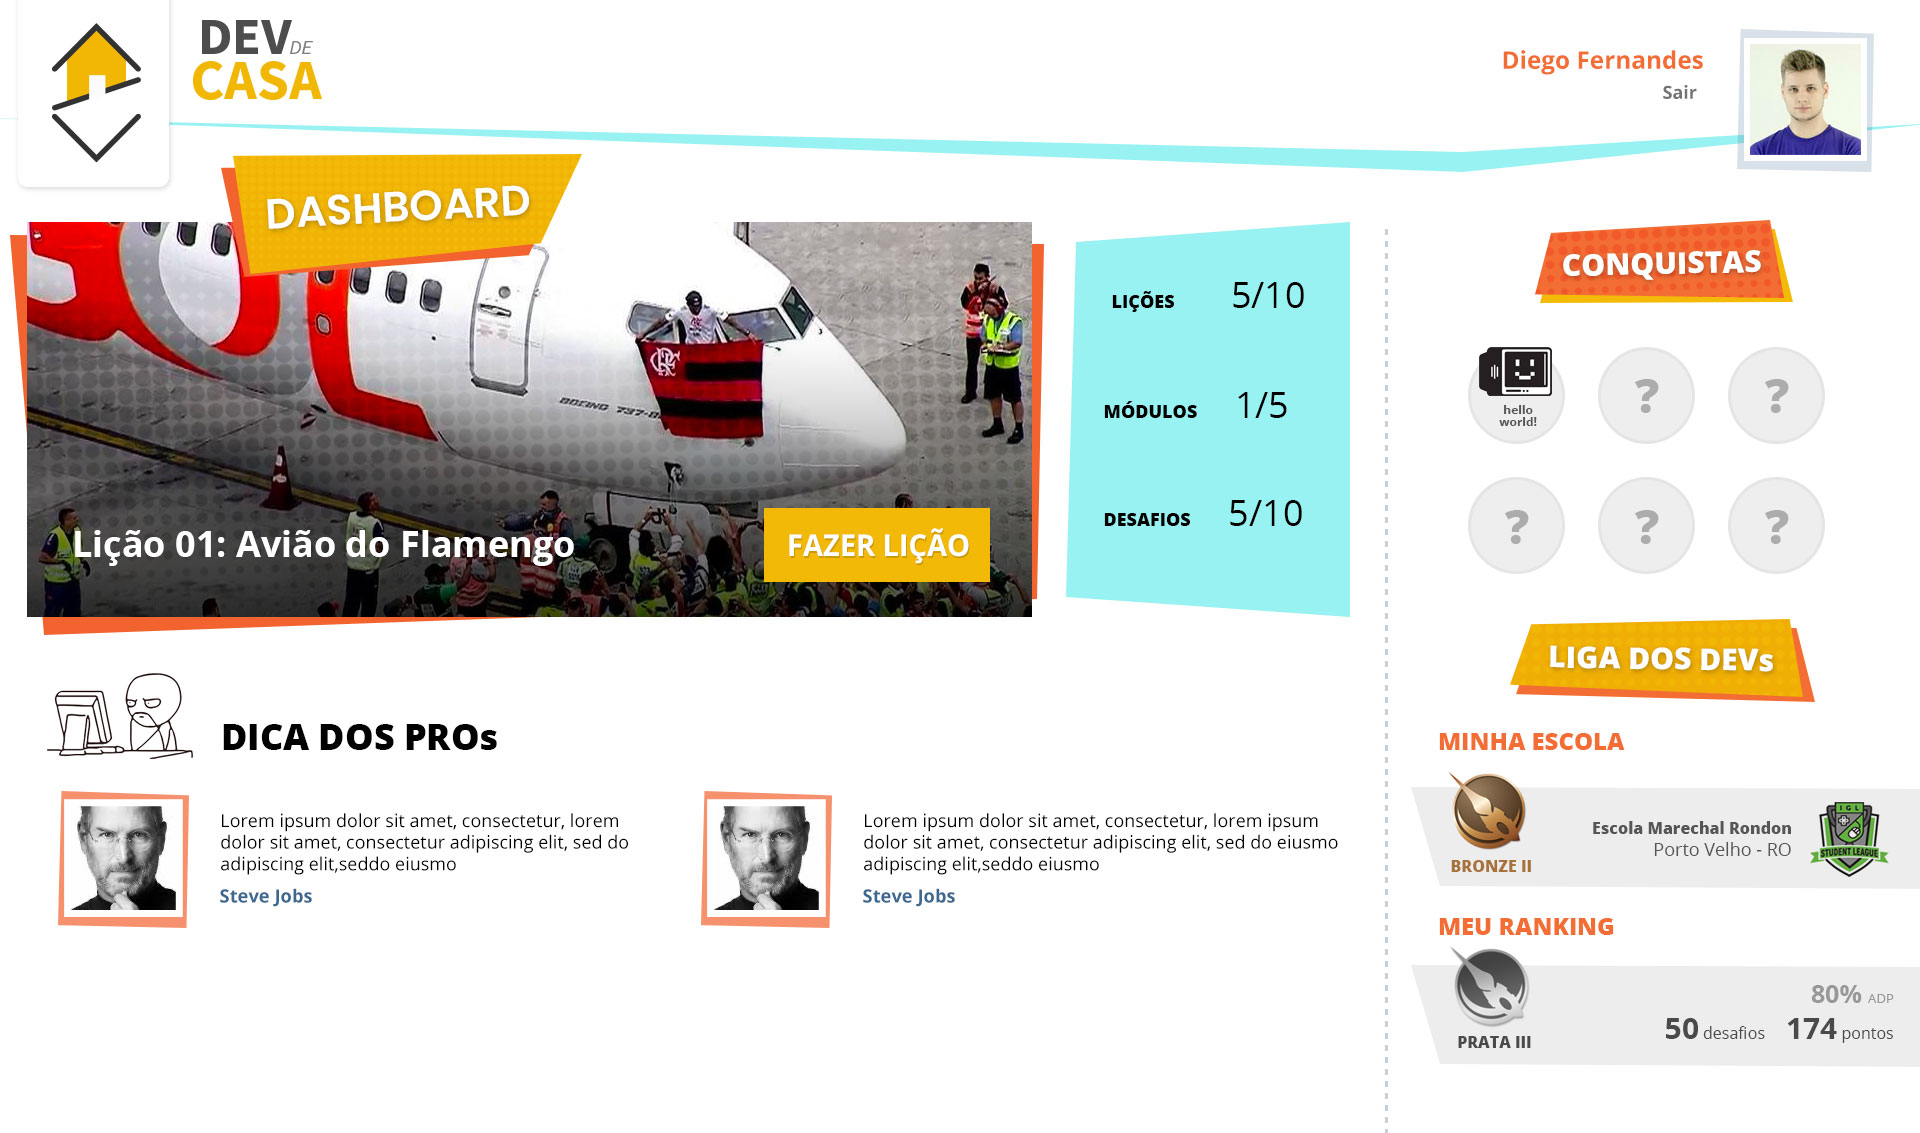 DEV DE
CASA
Diego Fernandes
Sair
DASHBOARD
BOEING 737-8
Lição 01: Avião do Flamengo
FAZER LIÇÃO
LIÇÕES 5/10
MÓDULOS 1/5
DESAFIOS 5/10
CONQUISTAS
hello
world!
?
?
?
?
?
LIGA DOS DEVs
MINHA ESCOLA
BRONZE II
Escola Marechal Rondon
Porto Velho - RO
IGL
STUDENT LEAGUE
MEU RANKING
PRATA III
80% ADP
50 desafios 174 pontos
DICA DOS PROs
Lorem ipsum dolor sit amet, consectetur, lorem
dolor sit amet, consectetur adipiscing elit, sed do
adipiscing elit,seddo eiusmo
Steve Jobs
Lorem ipsum dolor sit amet, consectetur, lorem ipsum
dolor sit amet, consectetur adipiscing elit, sed do eiusmo
adipiscing elit,seddo eiusmo
Steve Jobs